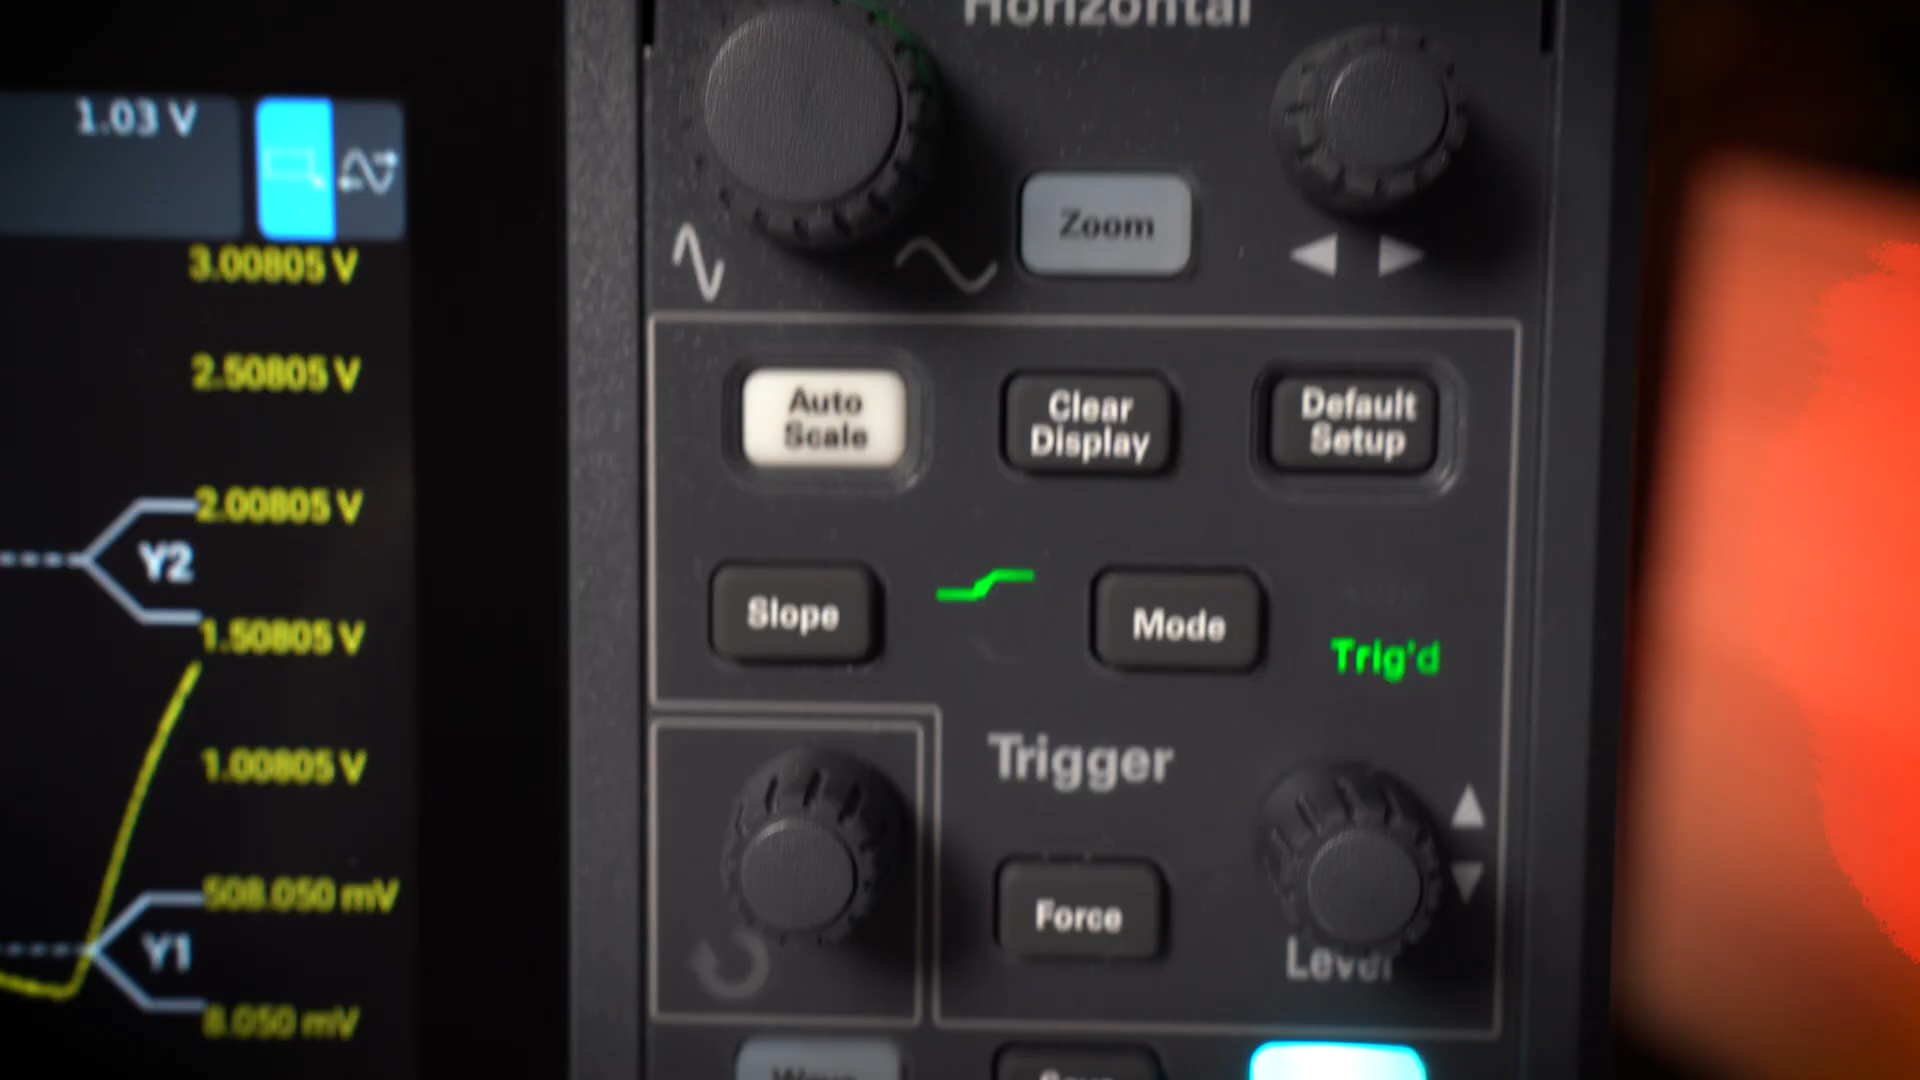 Horizontal
1.03 V
Zoom
3.00805 V
2.50805 V
2.00805 V
Y2
1.50805 V
1.00805 V
508.050 mV
Y1
8.050 mV
Auto
Scale
Clear
Display
Default
Setup
Slope
Mode
Trig'd
Trigger
Force
Level